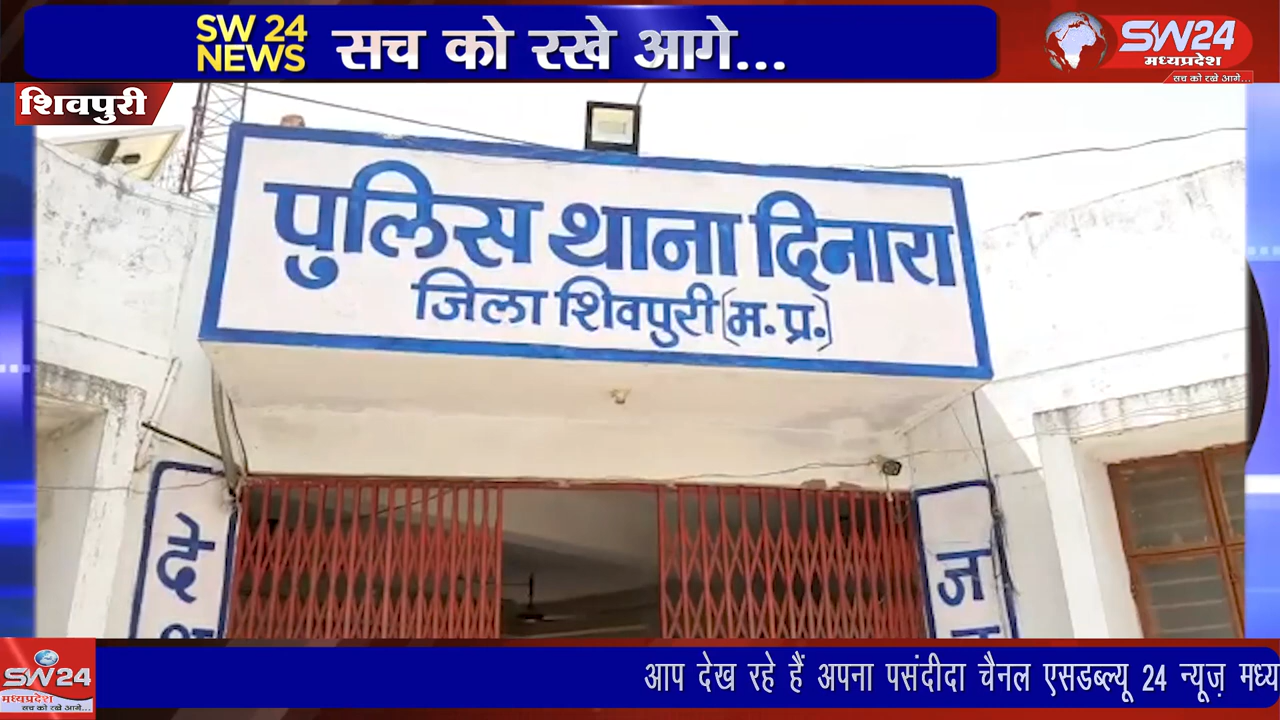 SW 24
NEWS
सच को रखे आगे...
SW24
मध्यप्रदेश
सच को रखे आगे...
शिवपुरी
पुलिस थाना दिनारा
जिला शिवपुरी (म.प्र.)
ज
SW24
मध्यप्रदेश
सच को रखे आगे...
आप देख रहे हैं अपना पसंदीदा चैनल एसडब्ल्यू 24 न्यूज़ मध्य